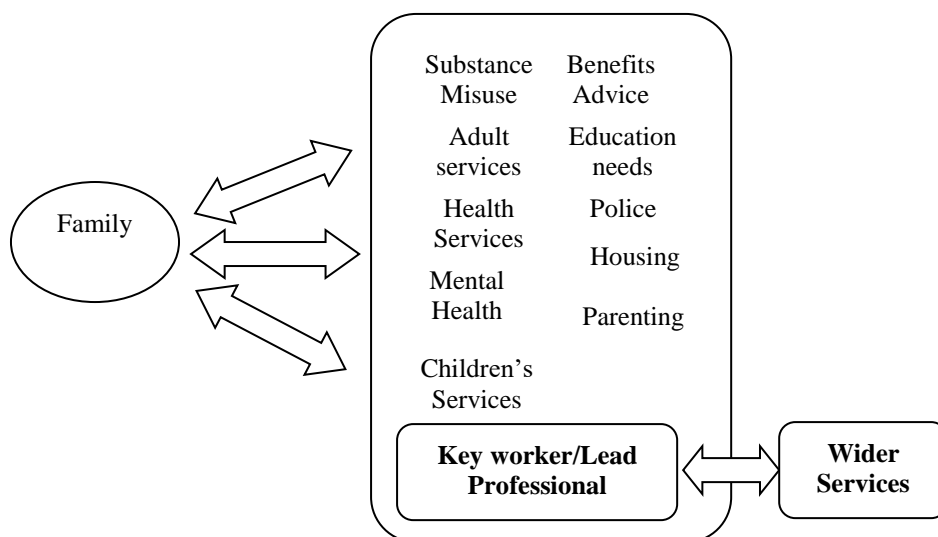 Family
Substance
Misuse
Adult
services
Health
Services
Mental
Health
Children’s
Services
Benefits
Advice
Education
needs
Police
Housing
Parenting
Key worker/Lead
Professional
Wider
Services